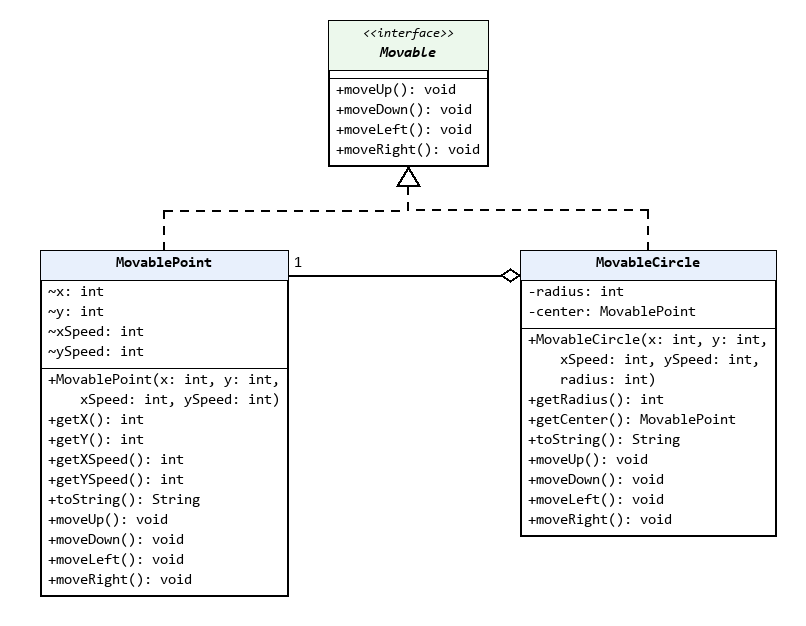 <<interface>>
Movable
+moveUp(): void
+moveDown(): void
+moveLeft(): void
+moveRight(): void
MovablePoint
~x: int
~y: int
~xSpeed: int
~ySpeed: int
+MovablePoint(x: int, y: int,
xSpeed: int, ySpeed: int)
+getX(): int
+getY(): int
+getXSpeed(): int
+getYSpeed(): int
+toString(): String
+moveUp(): void
+moveDown(): void
+moveLeft(): void
+moveRight(): void
1
MovableCircle
-radius: int
-center: MovablePoint
+MovableCircle(x: int, y: int,
xSpeed: int, ySpeed: int,
radius: int)
+getRadius(): int
+getCenter(): MovablePoint
+toString(): String
+moveUp(): void
+moveDown(): void
+moveLeft(): void
+moveRight(): void